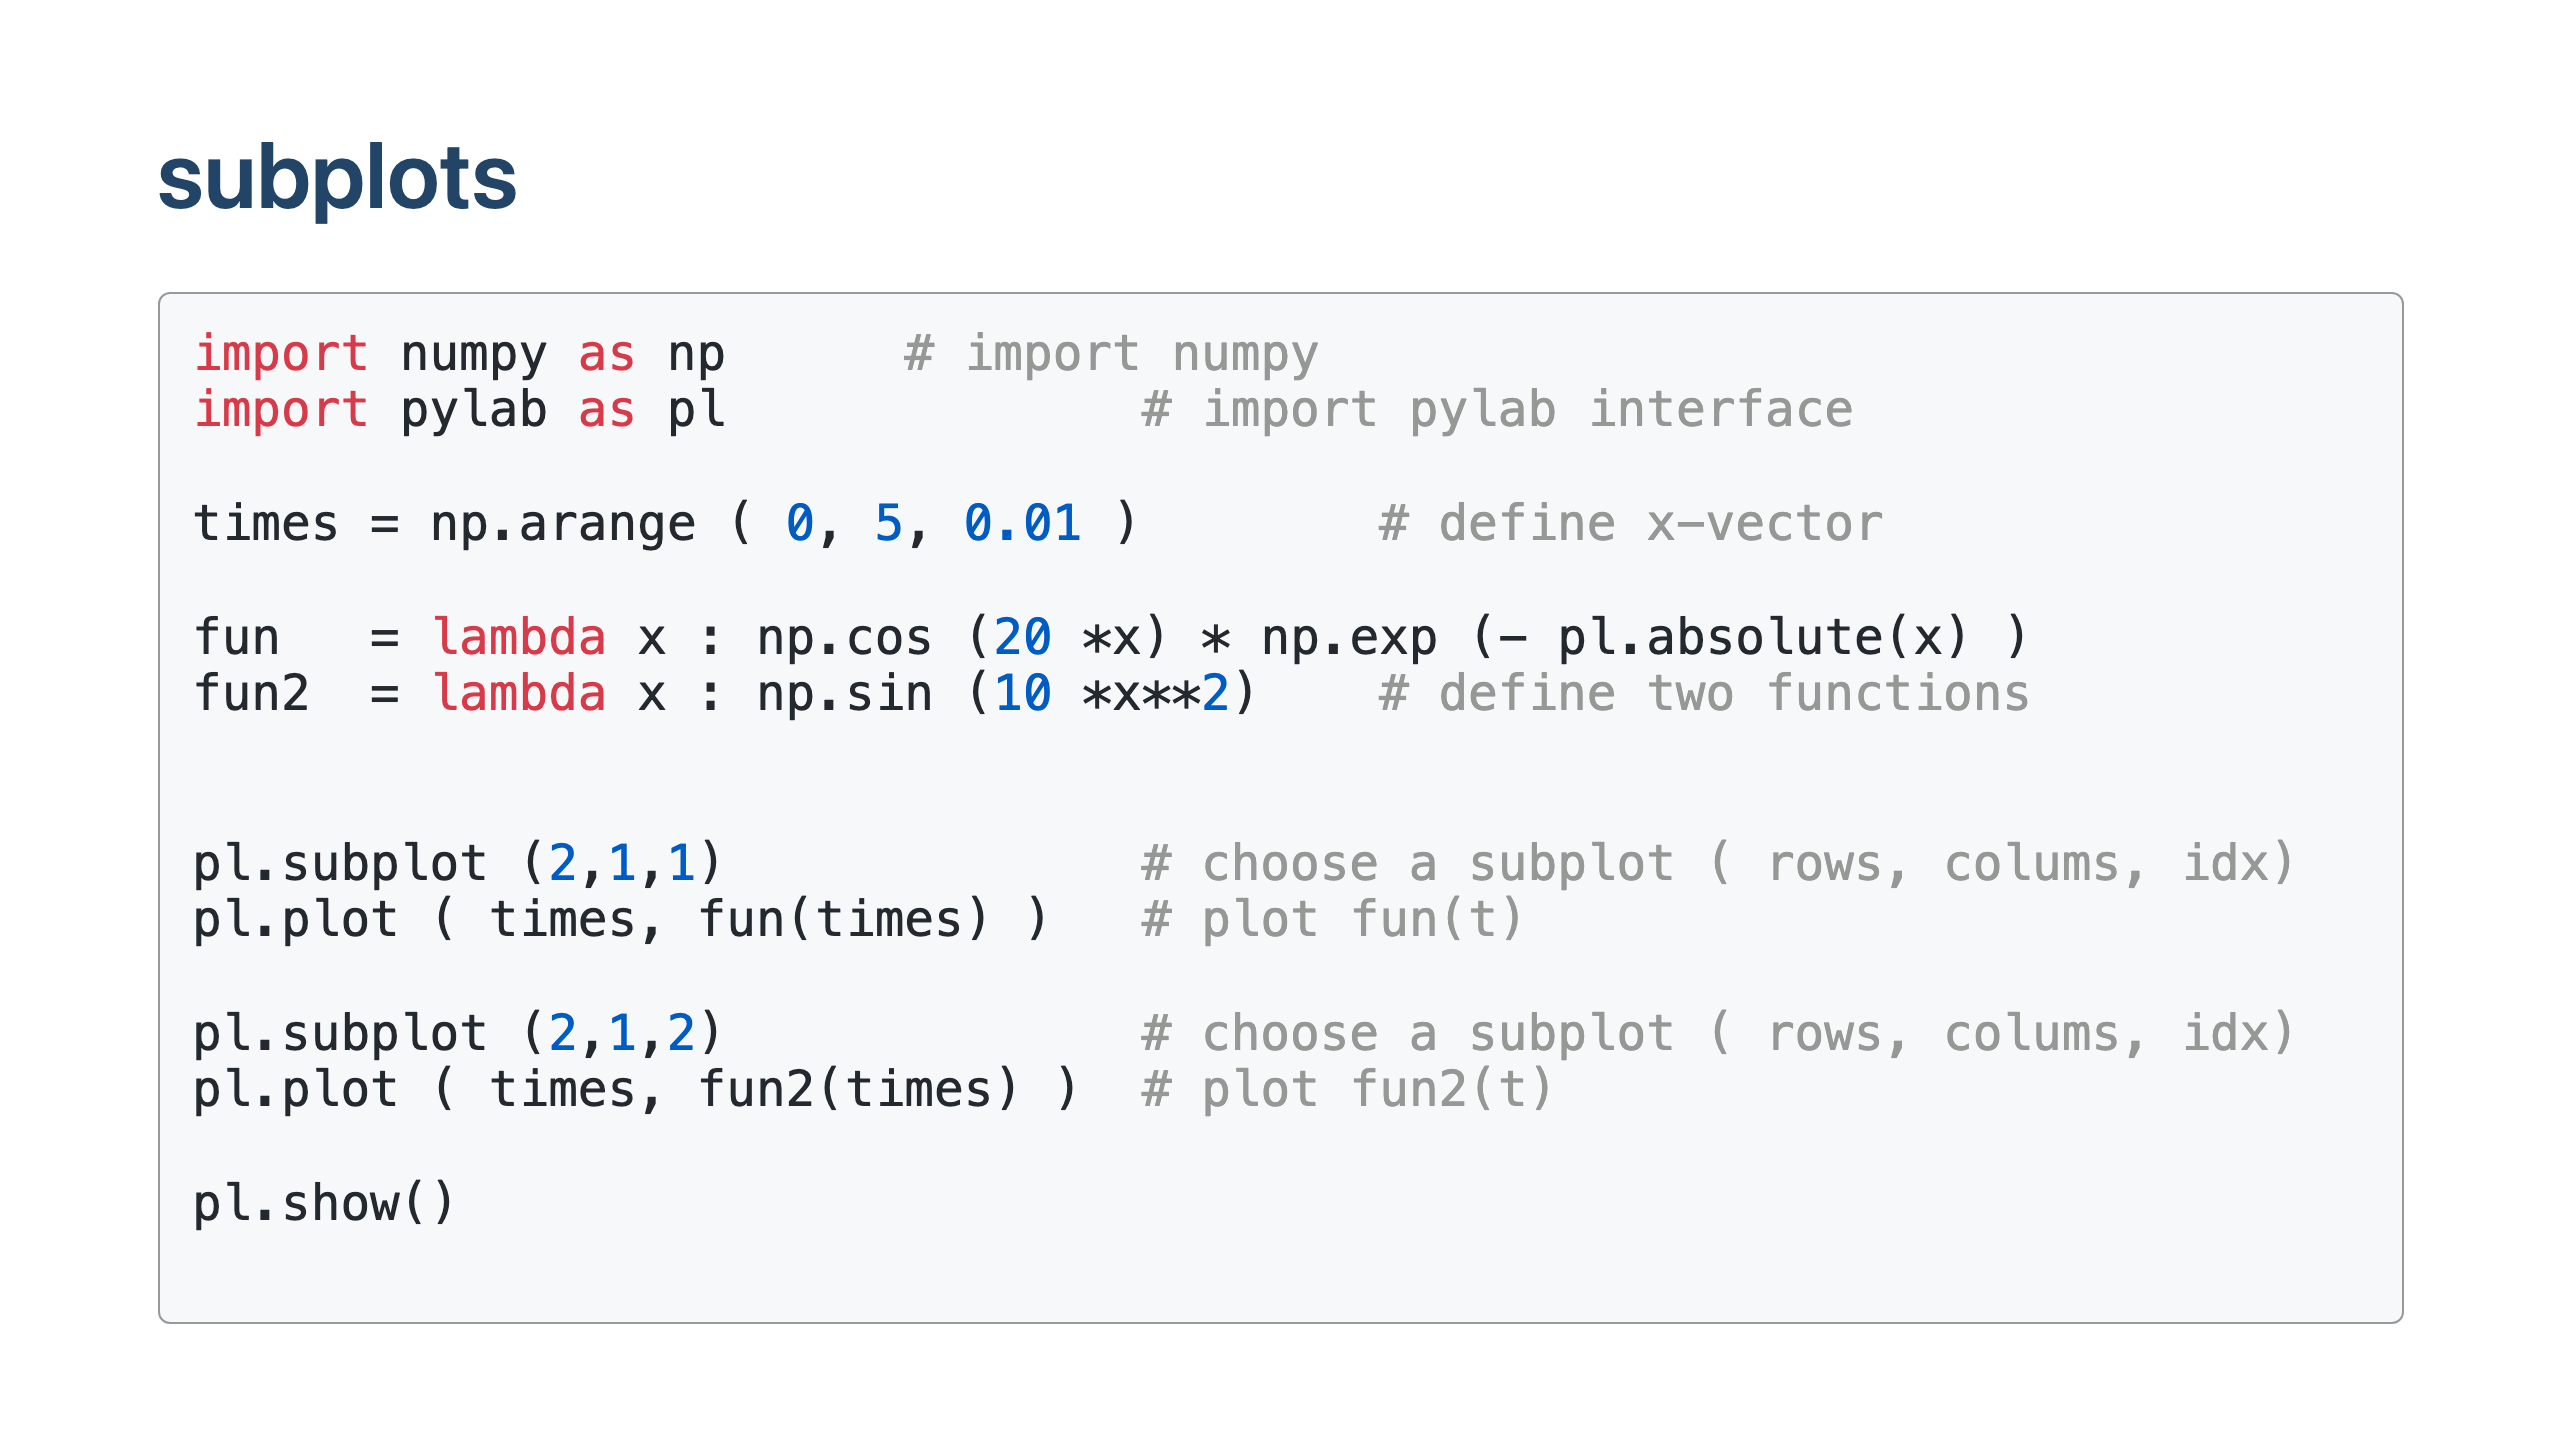 subplots
import numpy as np      # import numpy
import pylab as pl              # import pylab interface
times = np.arange ( 0, 5, 0.01 )        # define x-vector
fun   = lambda x : np.cos (20 *x) * np.exp (- pl.absolute(x) )
fun2  = lambda x : np.sin (10 *x**2)    # define two functions
pl.subplot (2,1,1)              # choose a subplot ( rows, colums, idx)
pl.plot ( times, fun(times) )   # plot fun(t)
pl.subplot (2,1,2)              # choose a subplot ( rows, colums, idx)
pl.plot ( times, fun2(times) )  # plot fun2(t)
pl.show()